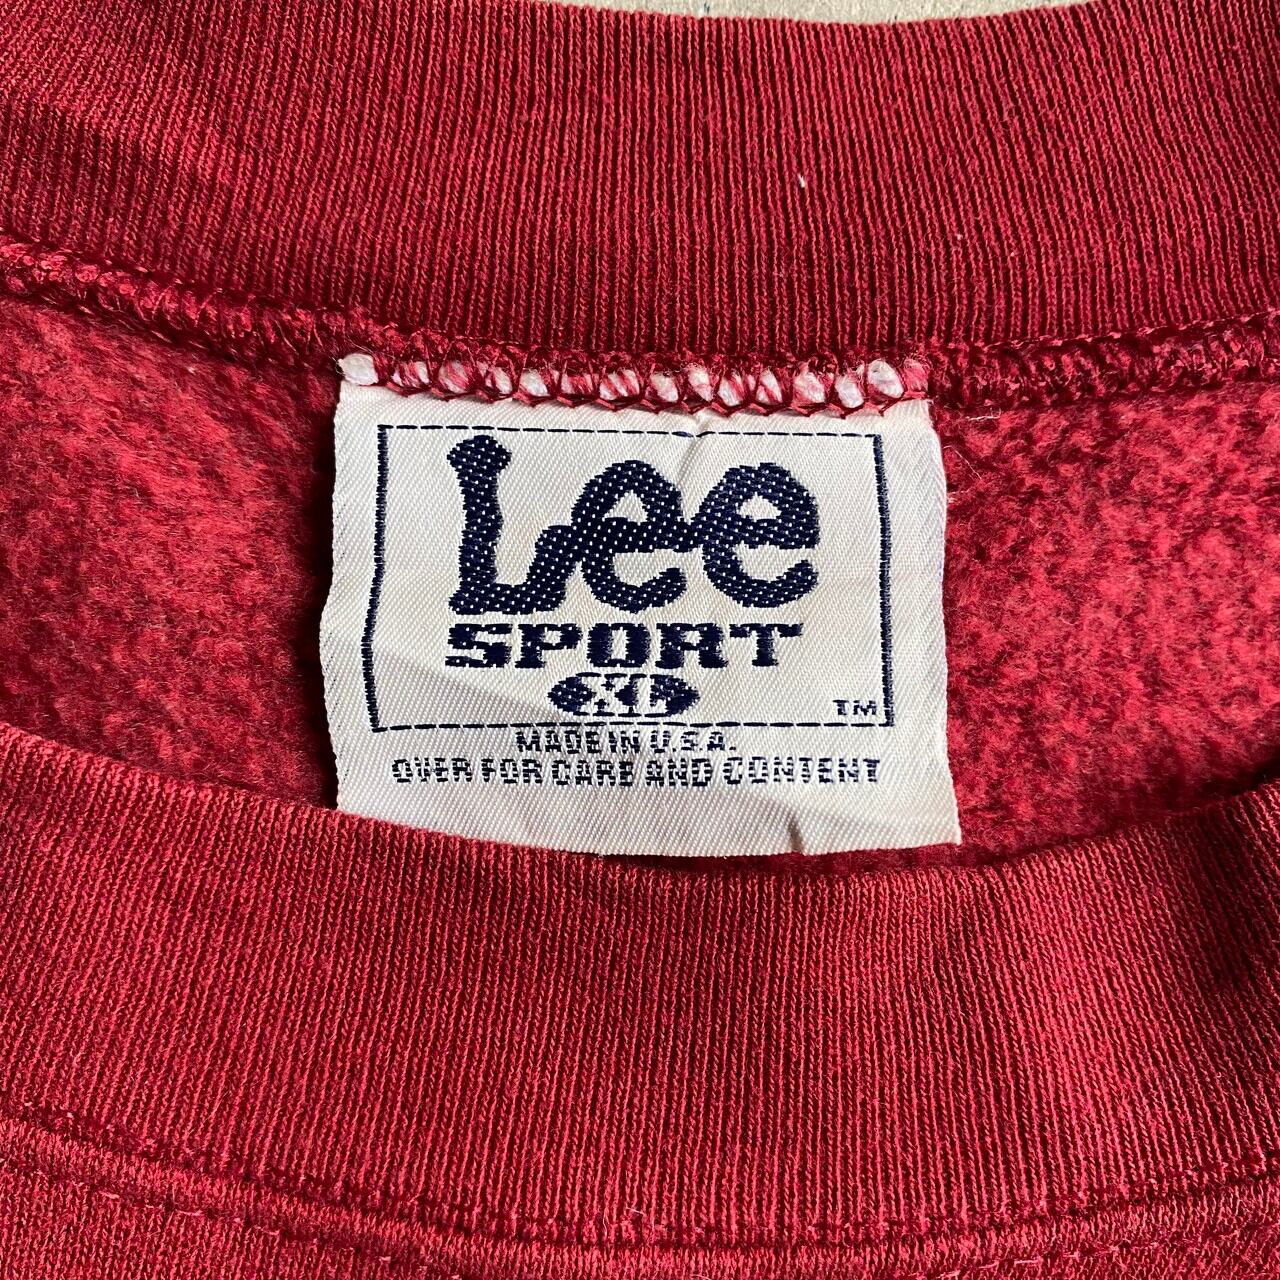 Lee
SPORT
XL
TM
MADE IN U.S.A.
OVER FOR CARE AND CONTENT